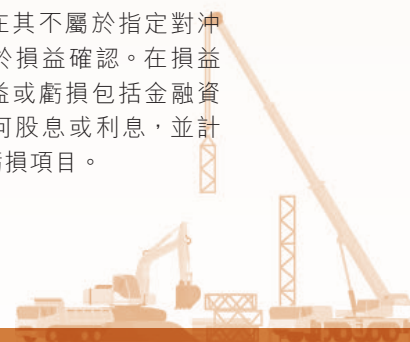 在其不屬於指定對沖
於損益確認。在損益
益或虧損包括金融資
何股息或利息，並計
虧損項目。